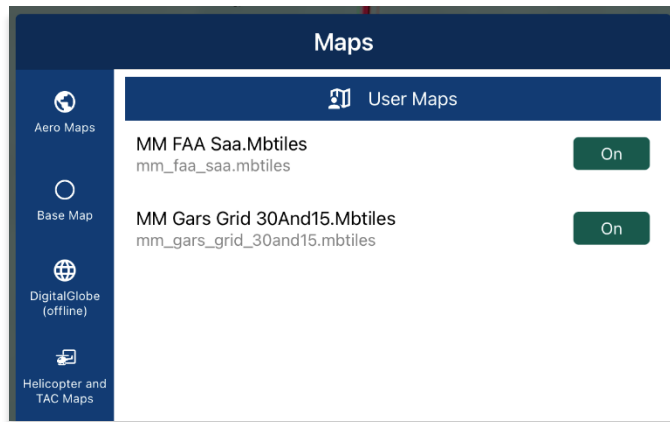 Maps
Aero Maps
Base Map
DigitalGlobe
(offline)
Helicopter and
TAC Maps
User Maps
MM FAA Saa.Mbtiles
mm_faa_saa.mbtiles
On
MM Gars Grid 30And15.Mbtiles
mm_gars_grid_30and15.mbtiles
On